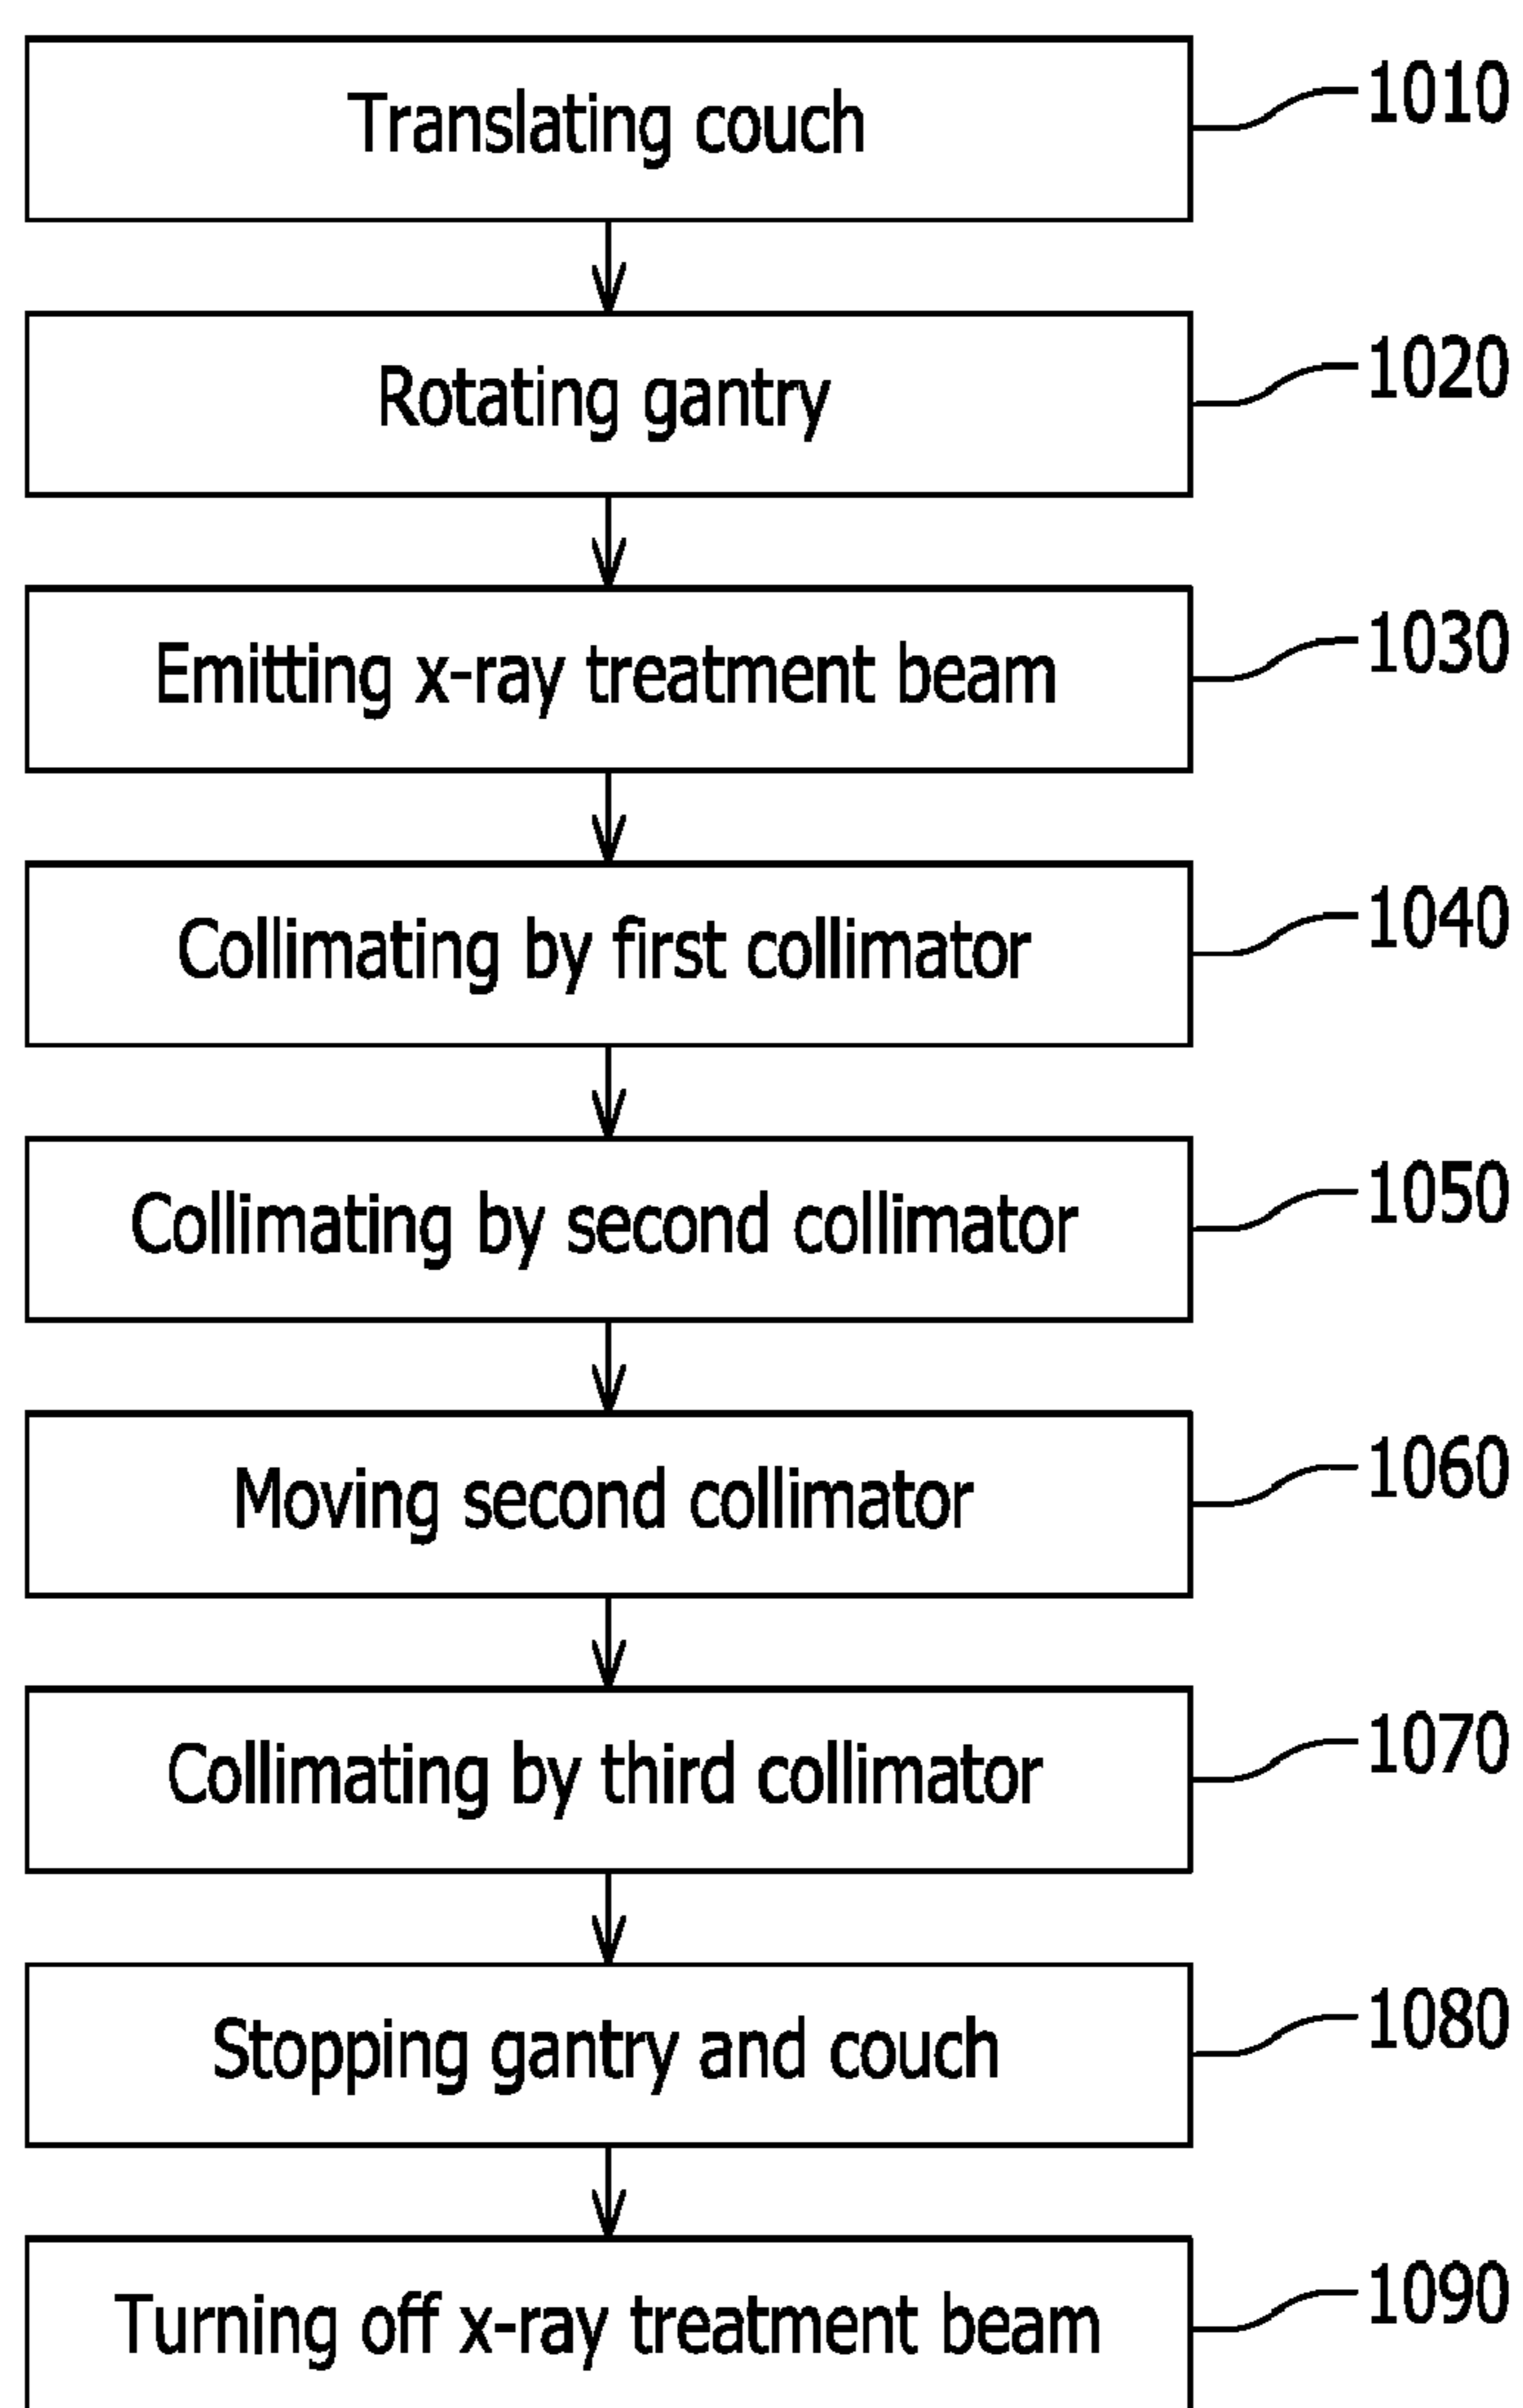 Translating couch 1010
Rotating gantry 1020
Emitting x-ray treatment beam 1030
Collimating by first collimator 1040
Collimating by second collimator 1050
Moving second collimator 1060
Collimating by third collimator 1070
Stopping gantry and couch 1080
Turning off x-ray treatment beam 1090